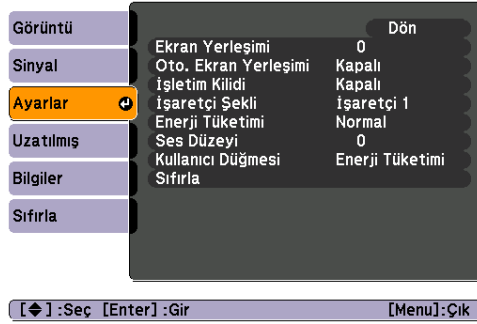 Görüntü
Sinyal
Ayarlar
Uzatılmış
Bilgiler
Sıfırla
Dön
Ekran Yerleşimi 0
Oto. Ekran Yerleşimi Kapalı
İşletim Kilidi Kapalı
İşaretçi Şekli İşaretçi 1
Enerji Tüketimi Normal
Ses Düzeyi 0
Kullanıcı Düğmesi Enerji Tüketimi
Sıfırla
[◆] :Seç [Enter] :Gir [Menu]:Çık